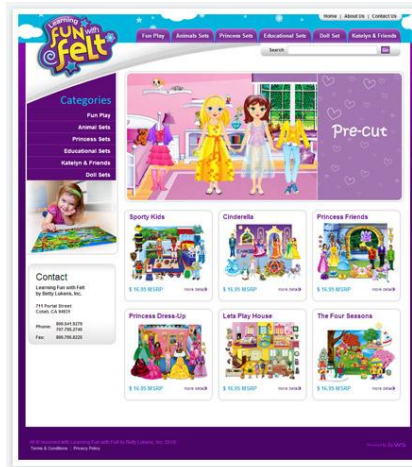 Home | About Us | Contact Us
Learning
FUN with
felt
Fun Play
Animals Sets
Princess Sets
Educational Sets
Doll Set
Katelyn & Friends
Search
Go
Categories
Fun Play
Animal Sets
Princess Sets
Educational Sets
Katelyn & Friends
Doll Sets
Pre-cut
Sporty Kids
Cinderella
Princess Friends
$ 16.95 MSRP
more details
$ 16.95 MSRP
more details
$ 16.95 MSRP
more details
Contact
Learning Fun with Felt
by Betty Lukens, Inc.
711 Portal Street
Cotati, CA 94931
Phone:
Fax:
Princess Dress-Up
Lets Play House
The Four Seasons
$ 16.95 MSRP
more details
$ 16.95 MSRP
more details
$ 16.95 MSRP
more details
Terms & Conditions | Privacy Policy